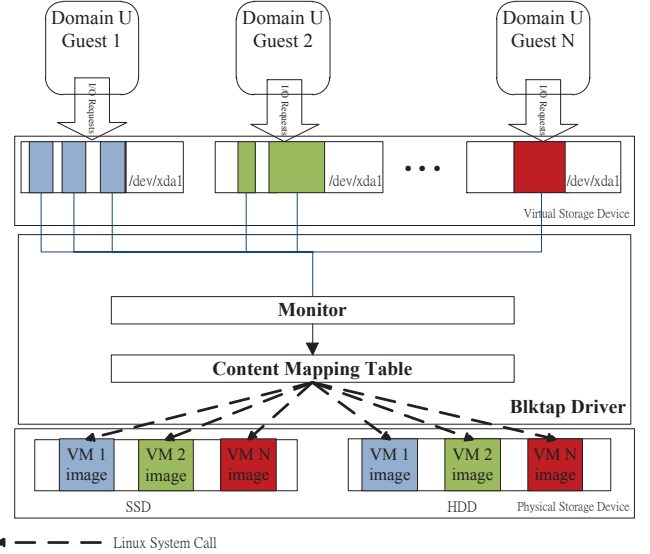 Domain U
Guest 1
Domain U
Guest 2
Domain U
Guest N
I/O Requests
I/O Requests
I/O Requests
/dev/xda1
/dev/xda1
•••
/dev/xda1
Virtual Storage Device
Monitor
Content Mapping Table
Blktap Driver
VM 1
image
VM 2
image
VM N
image
VM 1
image
VM 2
image
VM N
image
SSD
HDD
Physical Storage Device
Linux System Call